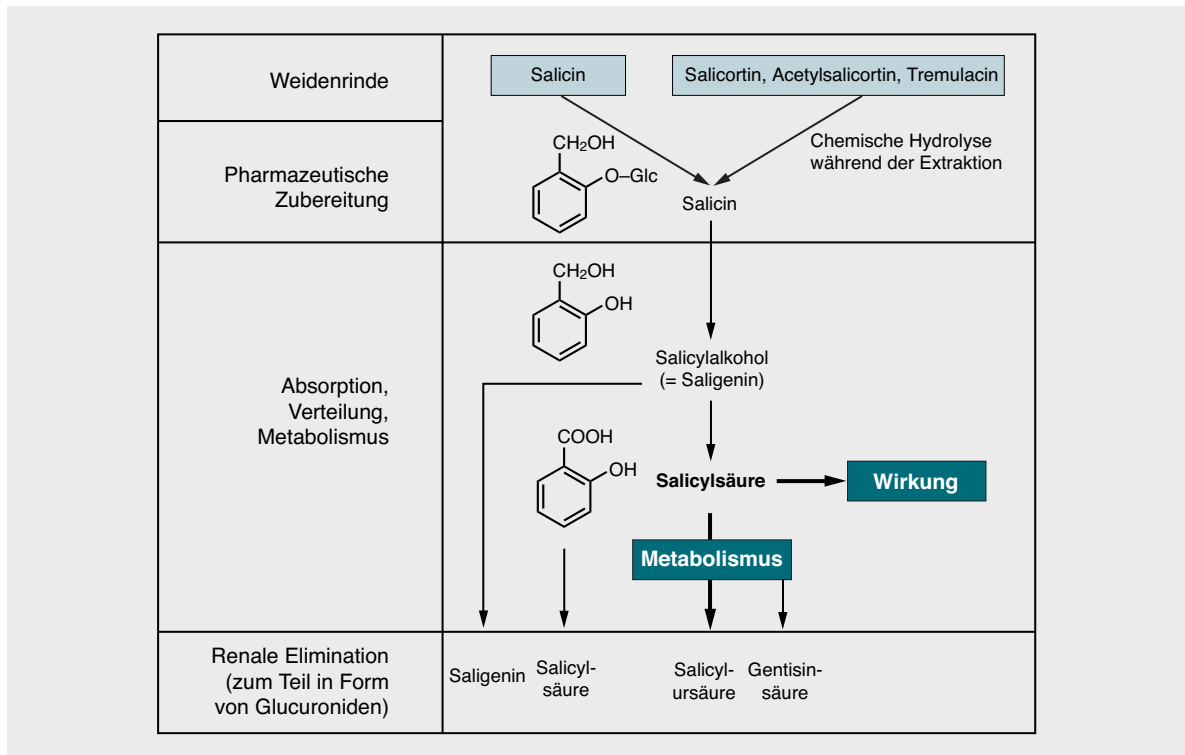 Weidenrinde
Salicin
Salicortin, Acetylsalicortin, Tremulacin
Pharmazeutische
Zubereitung
CH₂OH
O–Glc
Chemische Hydrolyse
während der Extraktion
Salicin
Absorption,
Verteilung,
Metabolismus
CH₂OH
OH
Salicylalkohol
(= Saligenin)
COOH
OH
Salicylsäure
Wirkung
Metabolismus
Renale Elimination
(zum Teil in Form
von Glucuroniden)
Saligenin
Salicyl-
säure
Salicyl-
ursäure
Gentisin-
säure